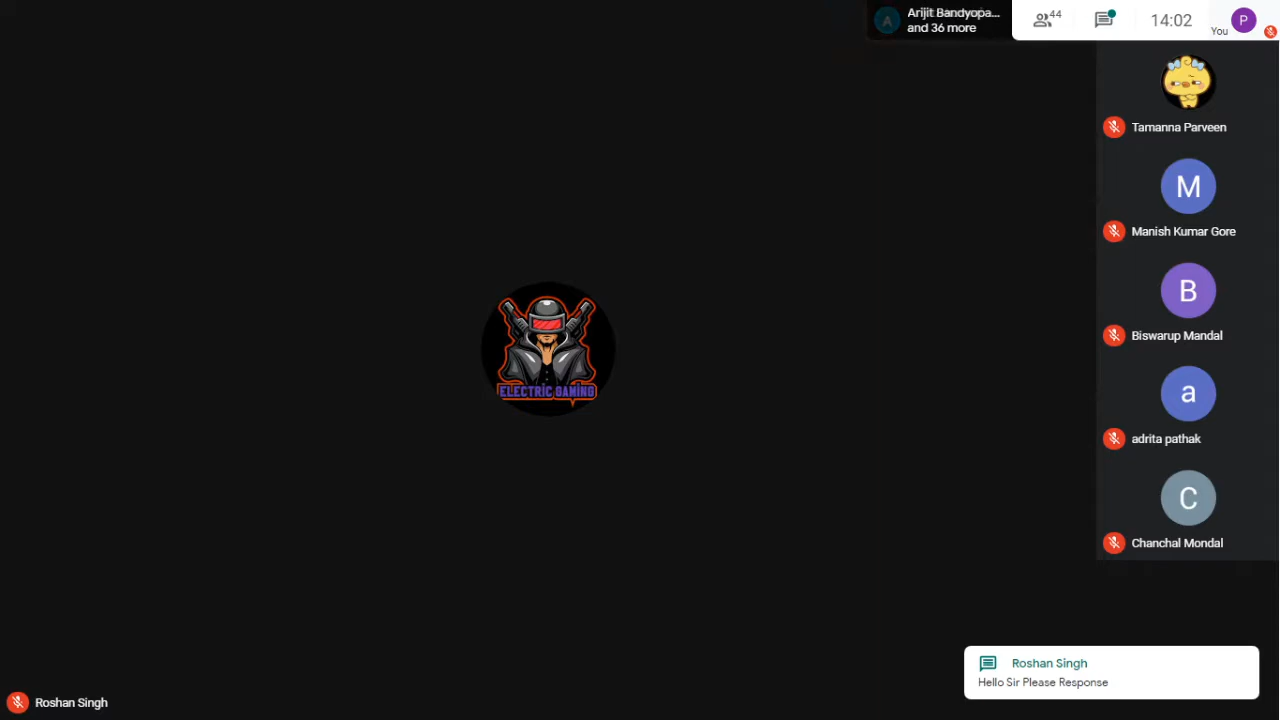 Arijit Bandyopa...
and 36 more
44
14:02
You
P
A
Tamanna Parveen
M
Manish Kumar Gore
B
Biswarup Mandal
a
adrita pathak
C
Chanchal Mondal
ELECTRIC GAMING
Roshan Singh
Hello Sir Please Response
Roshan Singh